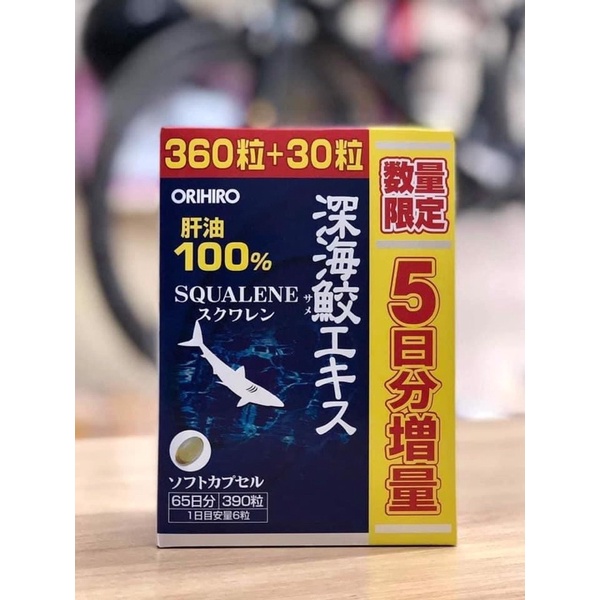 360粒+30粒
ORIHIRO
肝油
100%
SQUALENE
スクワレン
深海鮫エキス
サメ
ソフトカプセル
65日分 390粒
1日目安量6粒
数量
限定
5日分増量